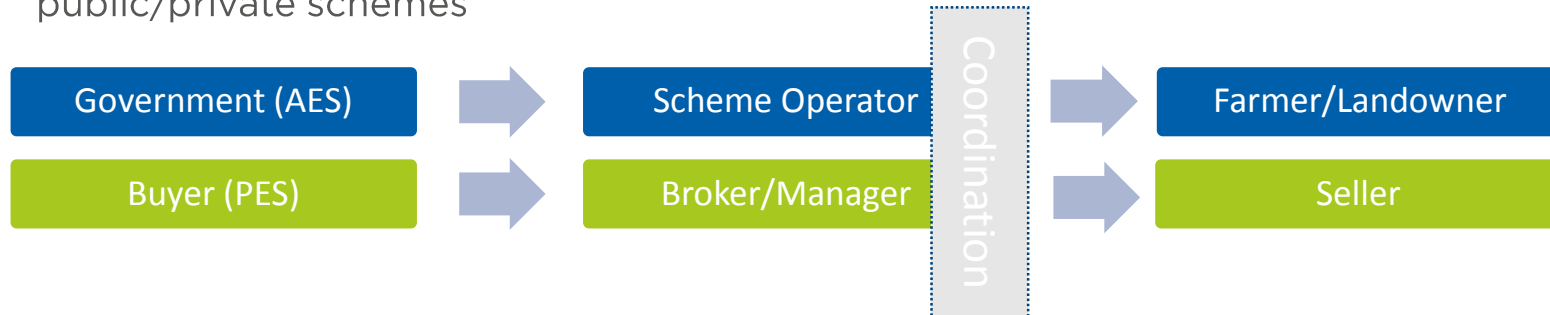 public/private schemes
Government (AES)
Scheme Operator
Coordination
Farmer/Landowner
Buyer (PES)
Broker/Manager
Seller